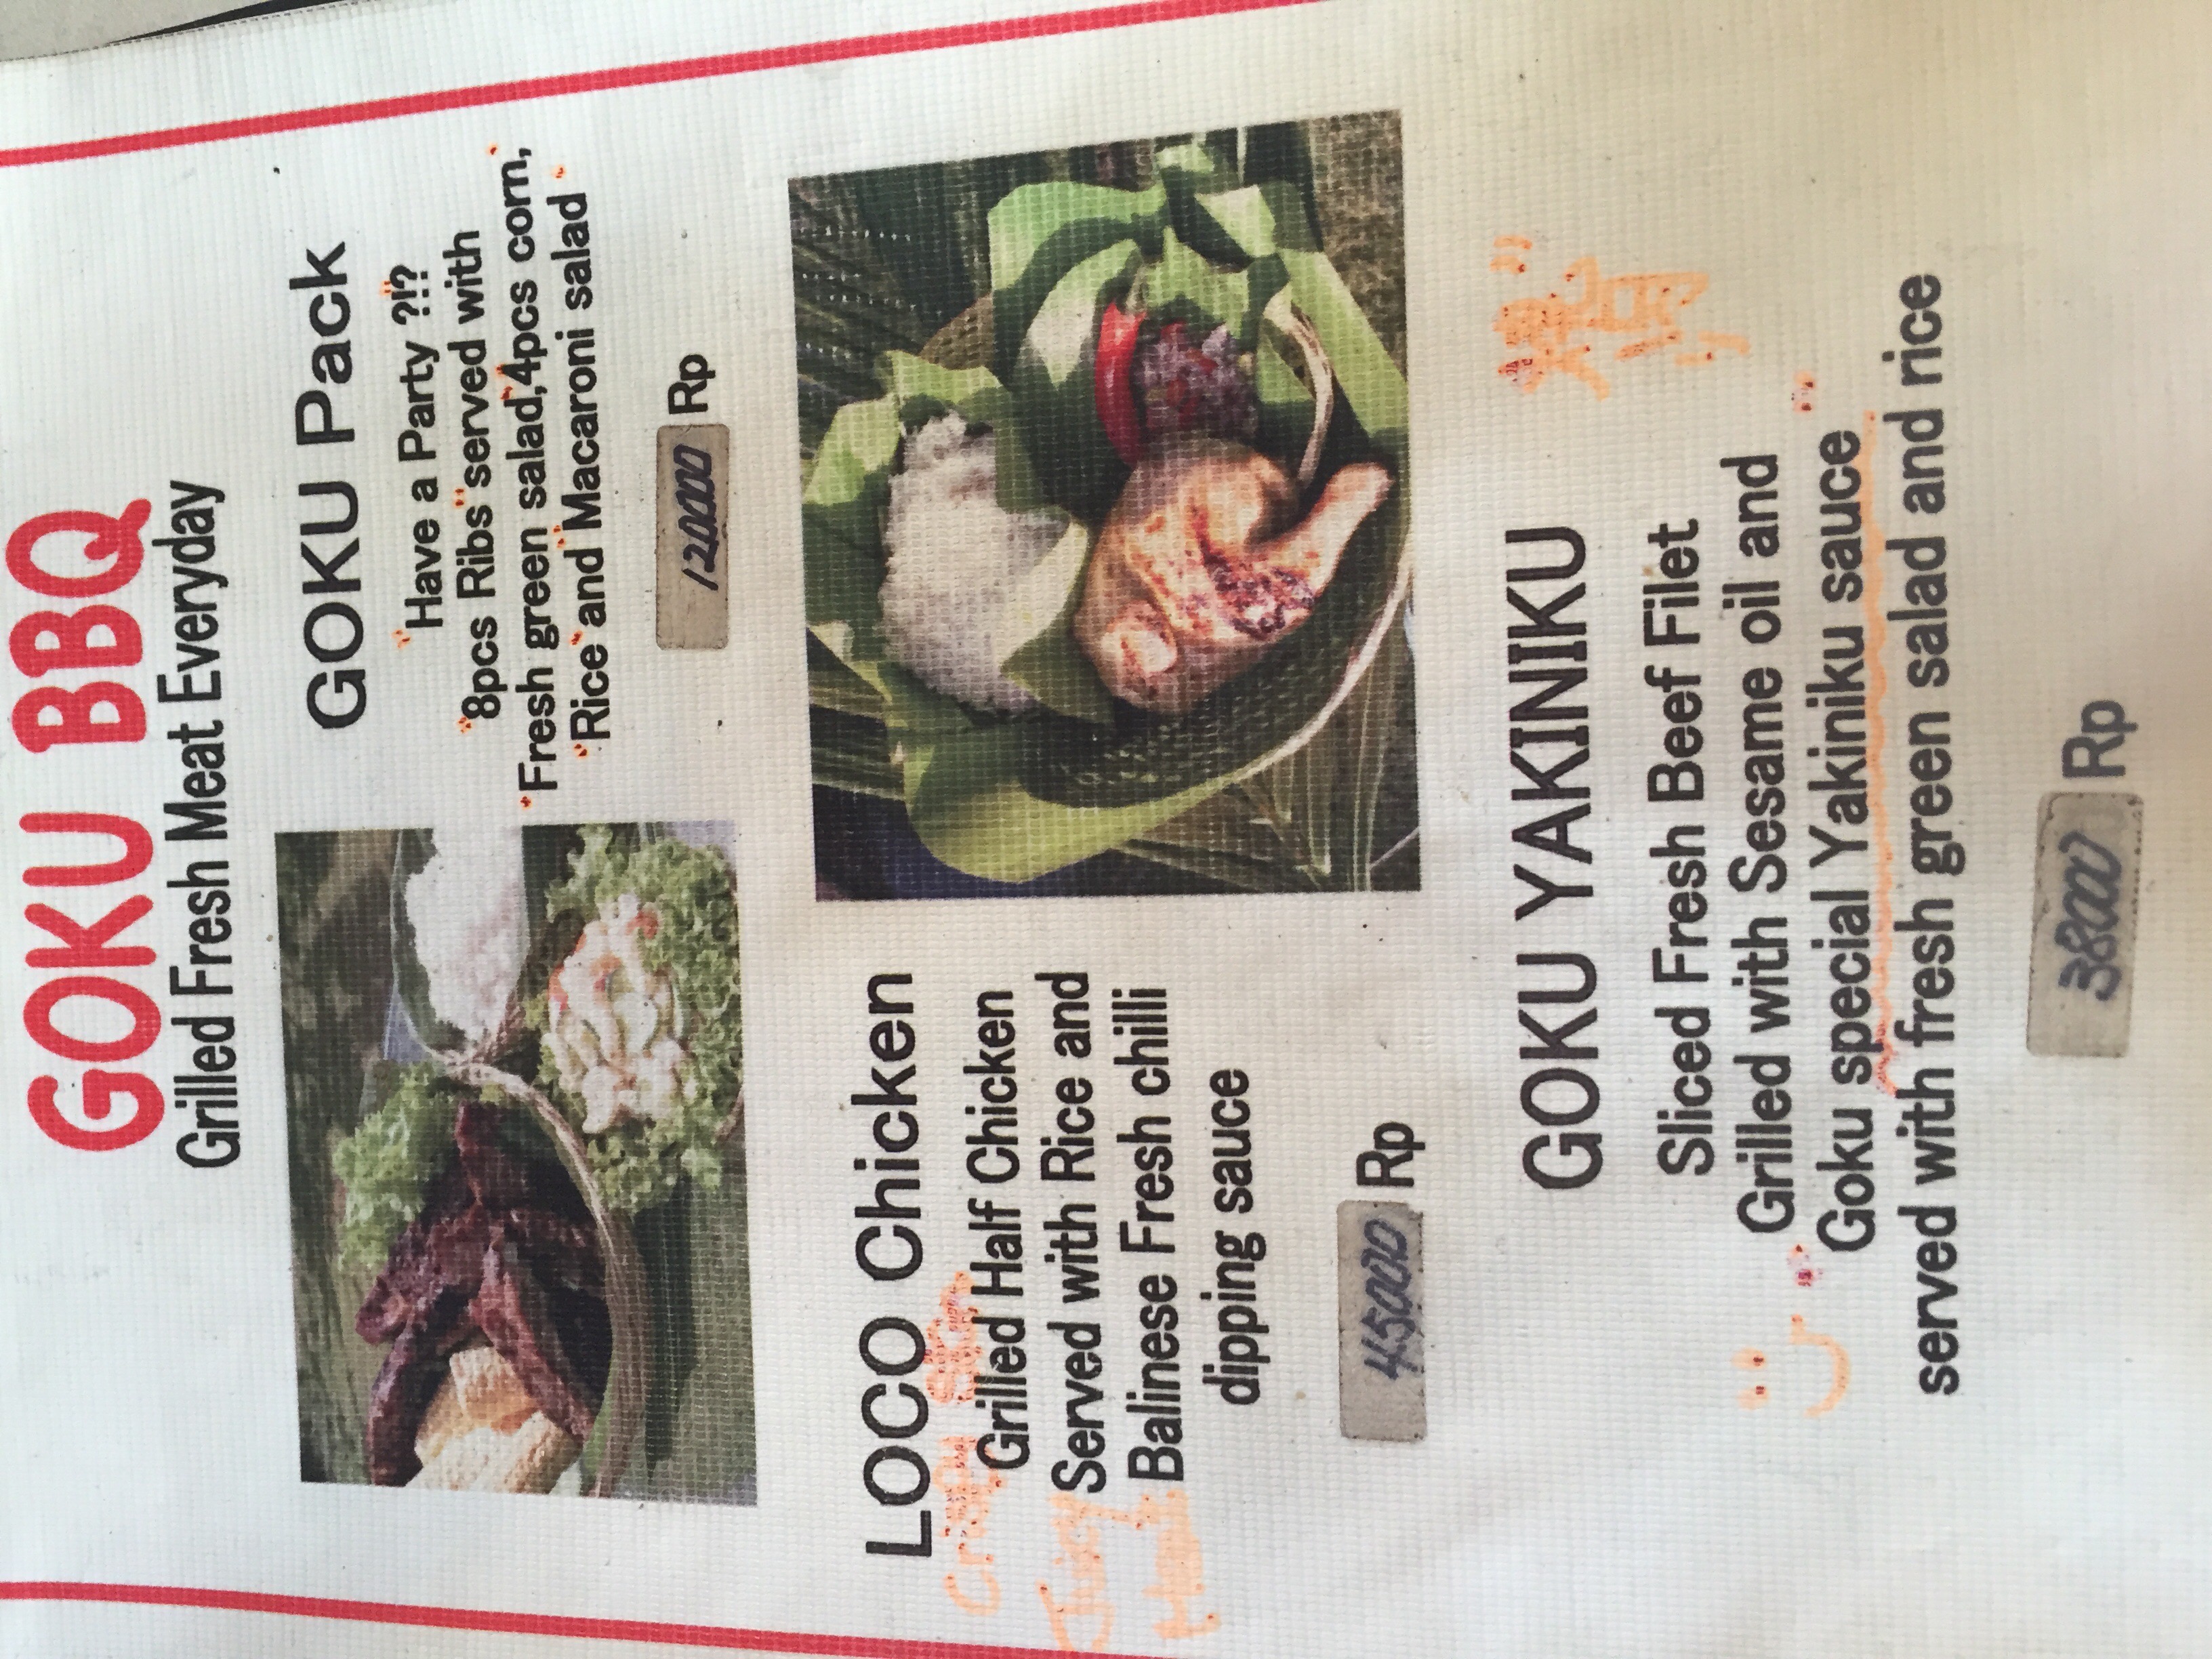 GOKU BBQ
Grilled Fresh Meat Everyday
GOKU Pack
"Have a Party ?!?"
"8pcs Ribs" served with
"Fresh green salad, "4pcs corn,"
"Rice" and "Macaroni salad"
120000 Rp
LOCO Chicken
Crispy Skin
Grilled Half Chicken
Juicy
Served with Rice and
Meat
Balinese Fresh chilli
dipping sauce
45000 Rp
GOKU YAKINIKU
Sliced Fresh Beef Filet
Grilled with Sesame oil and
"Goku special Yakiniku sauce"
served with fresh green salad and rice
38000 Rp